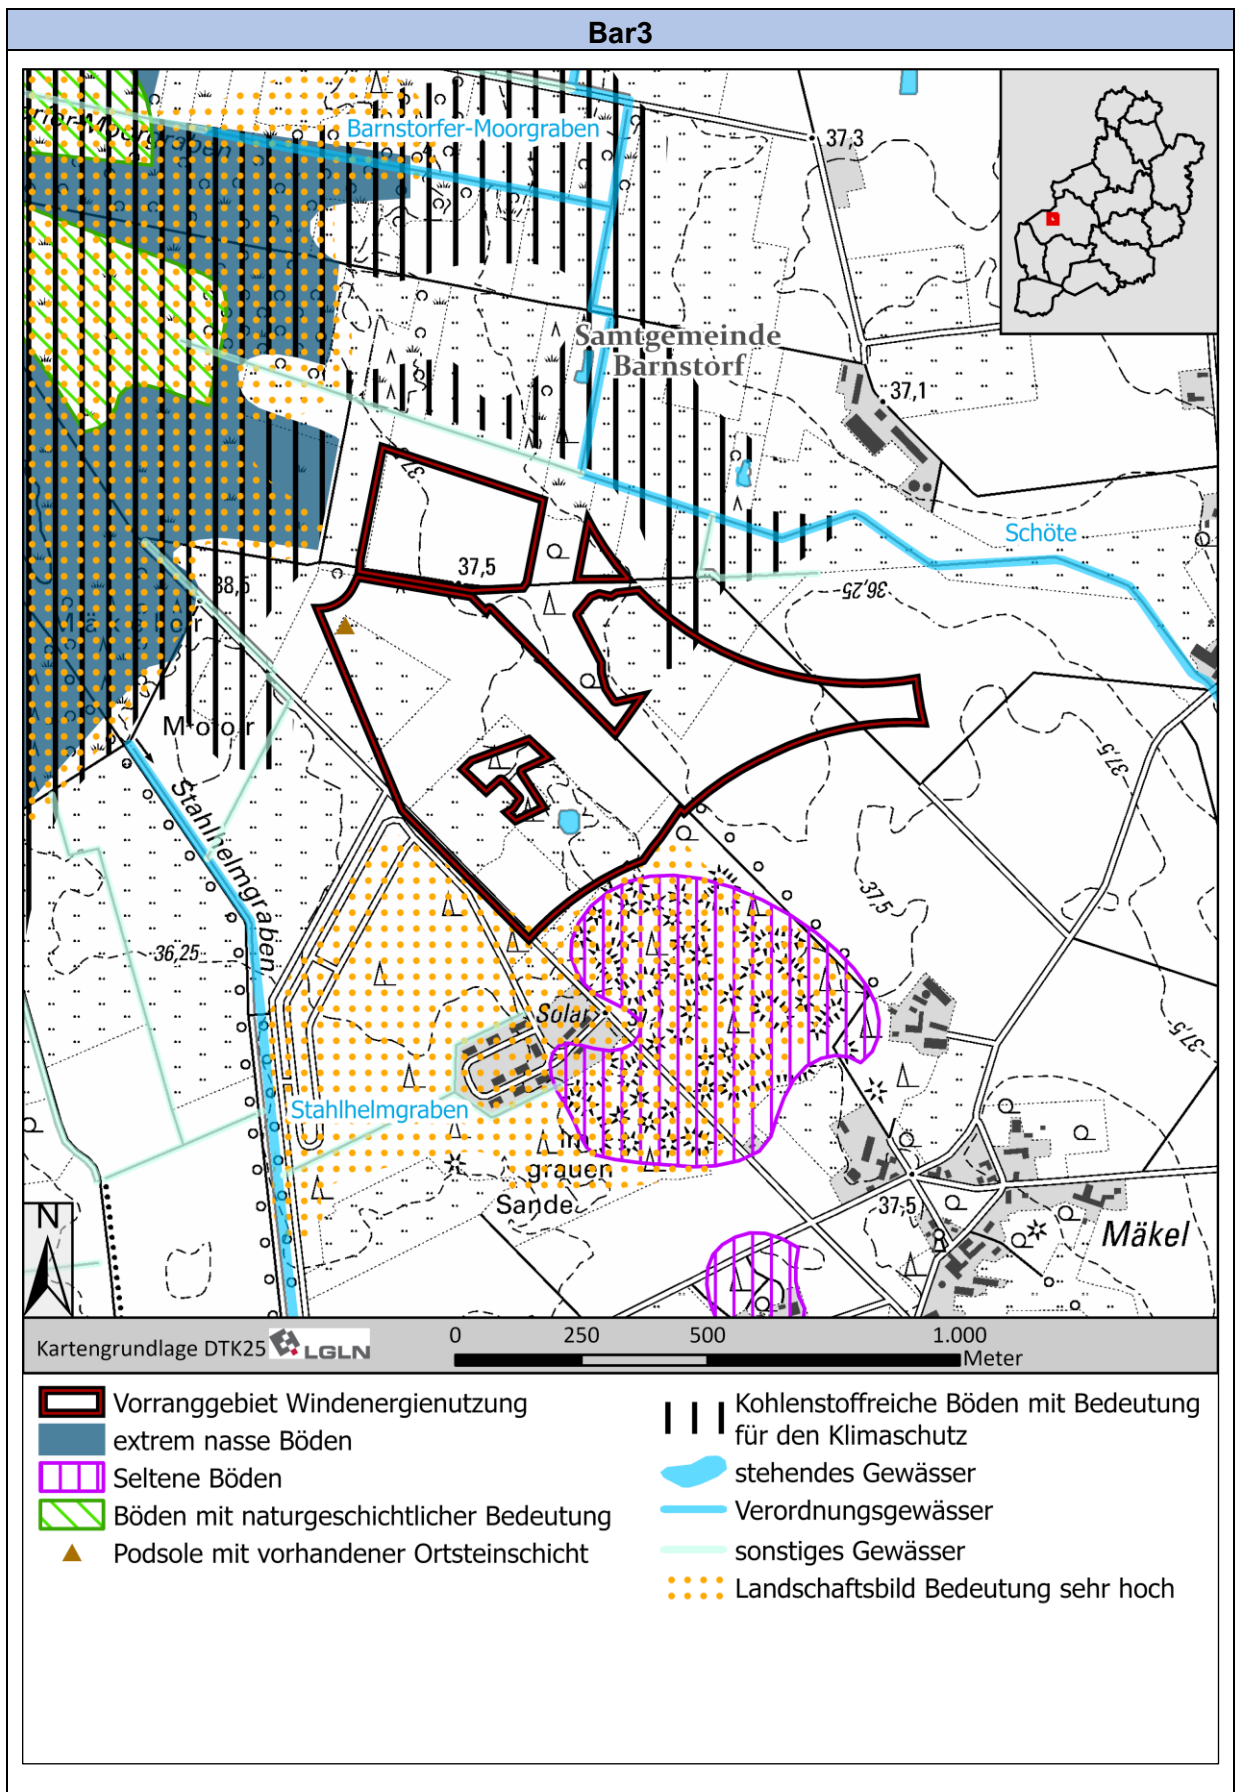 Bar3
Barnstorfer-Moorgraben
37,3
Samtgemeinde
Barnstorf
37,1
37,5
Schöte
36,25
38,5
Moor
Stahlhelmgraben
37,5
37,5
37,5
36,25
Solar
Stahlhelmgraben
Im
grauen
Sande
37,5
Mäkel
N
Kartengrundlage DTK25 LGLN
0 250 500 1.000
Meter
Vorranggebiet Windenergienutzung
extrem nasse Böden
Seltene Böden
Böden mit naturgeschichtlicher Bedeutung
Podsole mit vorhandener Ortsteinschicht
Kohlenstoffreiche Böden mit Bedeutung
für den Klimaschutz
stehendes Gewässer
Verordnungsgewässer
sonstiges Gewässer
Landschaftsbild Bedeutung sehr hoch